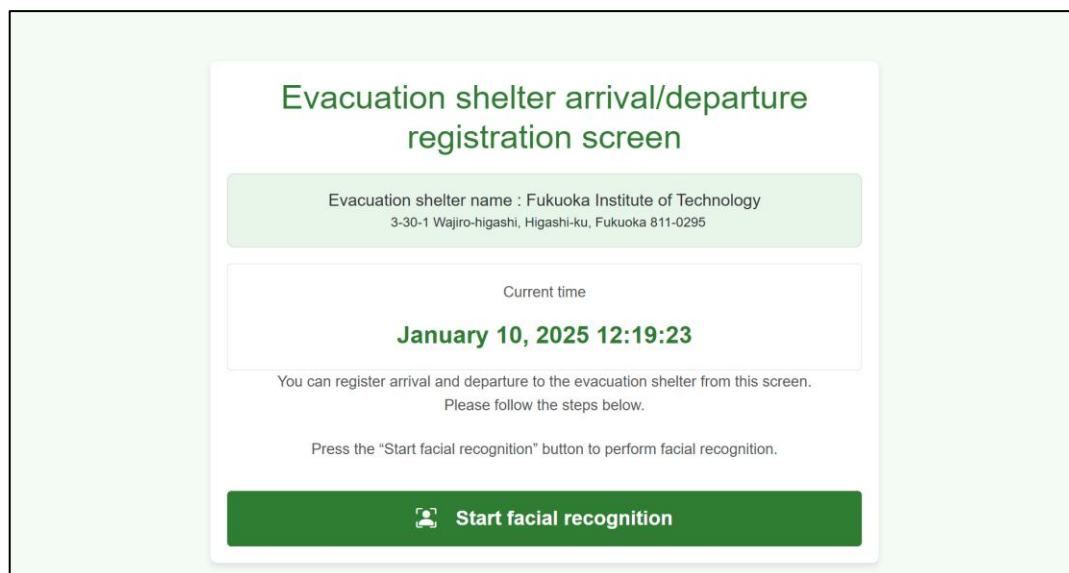 Evacuation shelter arrival/departure
registration screen
Evacuation shelter name : Fukuoka Institute of Technology
3-30-1 Wajiro-higashi, Higashi-ku, Fukuoka 811-0295
Current time
January 10, 2025 12:19:23
You can register arrival and departure to the evacuation shelter from this screen.
Please follow the steps below.
Press the “Start facial recognition” button to perform facial recognition.
Start facial recognition